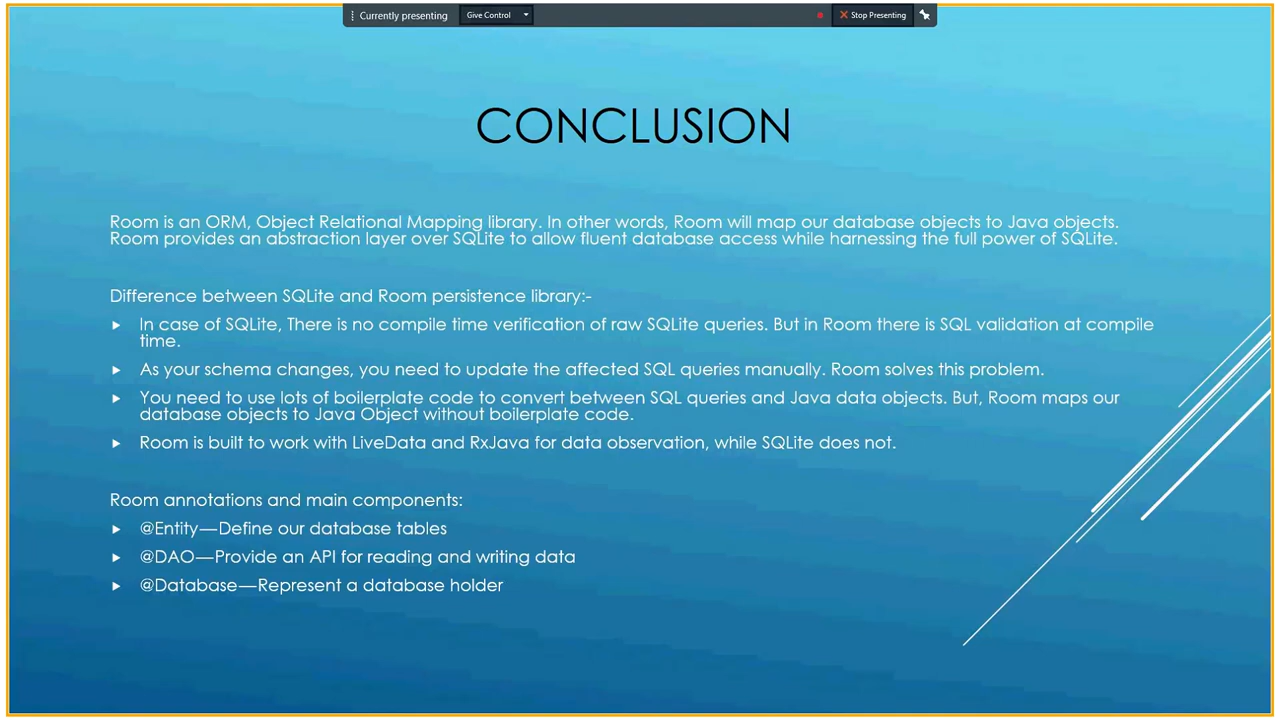 Currently presenting
Give Control
Stop Presenting
CONCLUSION
Room is an ORM, Object Relational Mapping library. In other words, Room will map our database objects to Java objects.
Room provides an abstraction layer over SQLite to allow fluent database access while harnessing the full power of SQLite.
Difference between SQLite and Room persistence library:-
In case of SQLite, There is no compile time verification of raw SQLite queries. But in Room there is SQL validation at compile
time.
As your schema changes, you need to update the affected SQL queries manually. Room solves this problem.
You need to use lots of boilerplate code to convert between SQL queries and Java data objects. But, Room maps our
database objects to Java Object without boilerplate code.
Room is built to work with LiveData and RxJava for data observation, while SQLite does not.
Room annotations and main components:
@Entity—Define our database tables
@DAO—Provide an API for reading and writing data
@Database—Represent a database holder